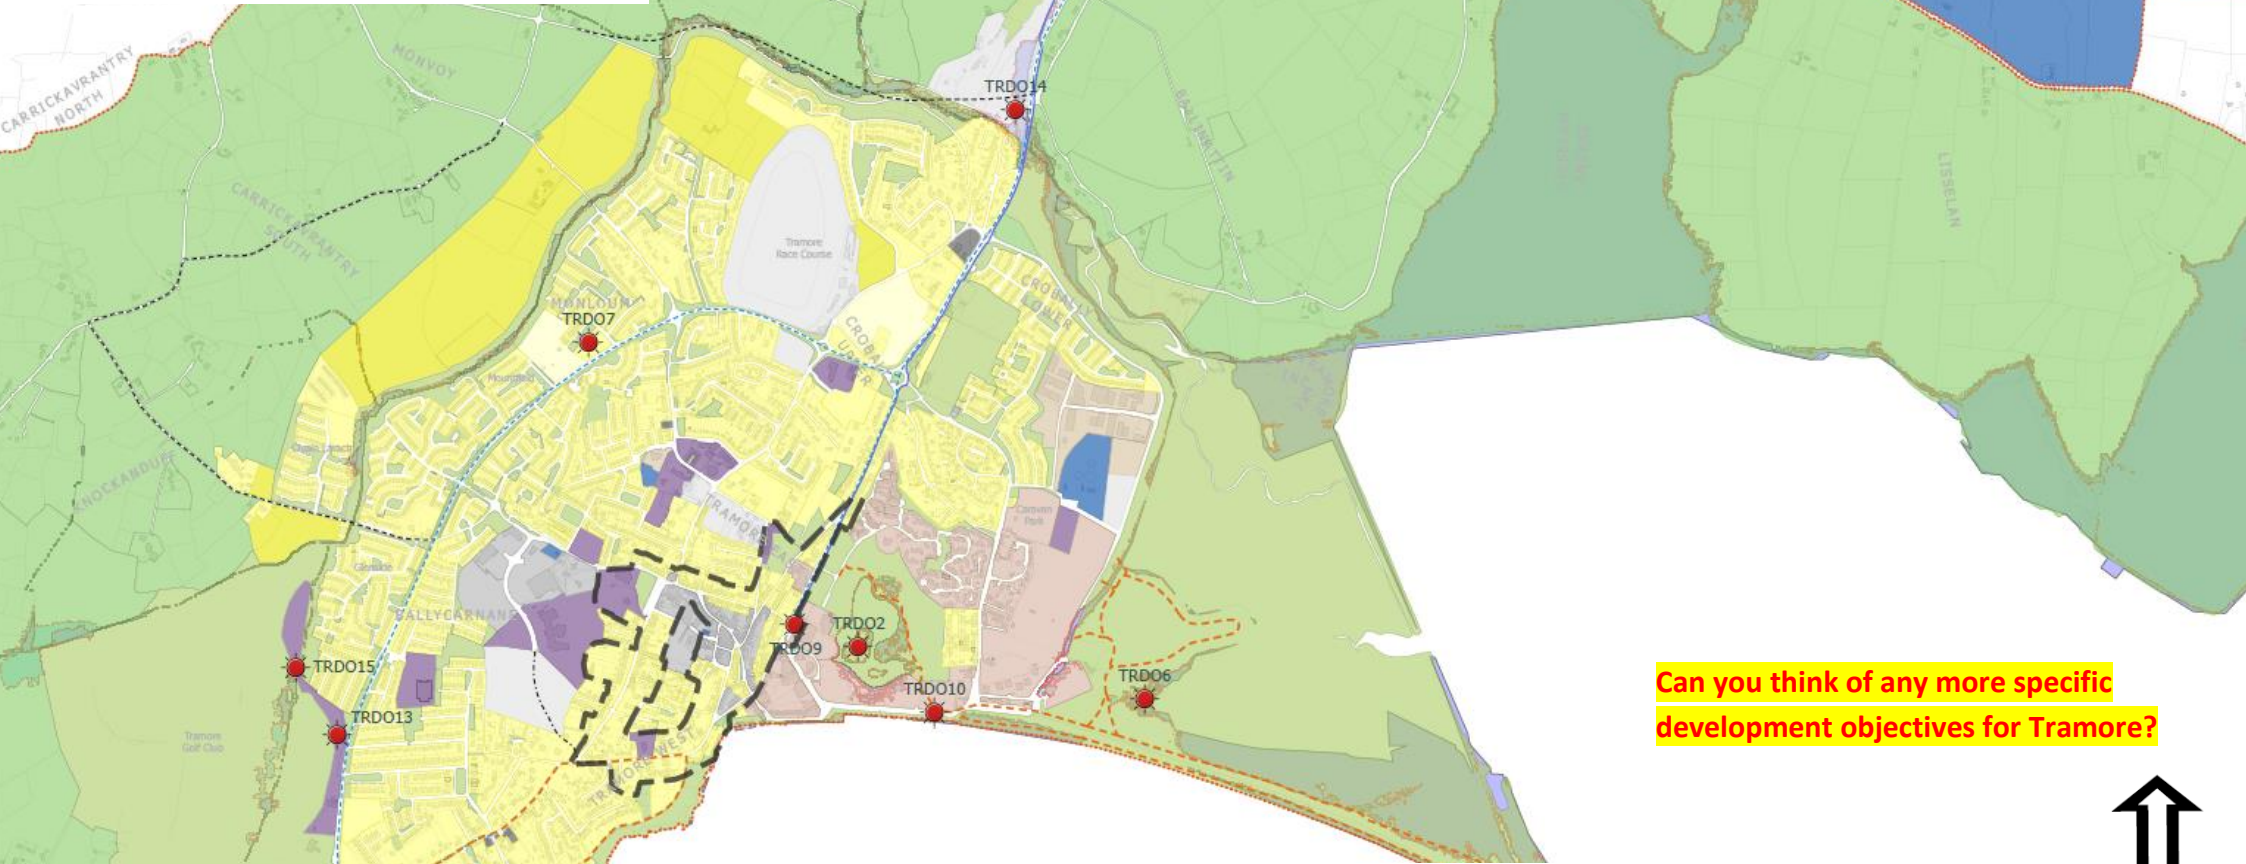 CARRICKAVRANTRY
NORTH
MONVOY
TRDO14
CARRICKAVRANTRY
SOUTH
LISSELAN
Tramore
Race Course
CROBALLY
LOWER
MONLOUM
TRDO7
CROBALLY
UPPER
KNOCKANDUFF
Caravan
Park
Glenside
BALLYCARNANE
TRDO2
TRDO9
TRDO15
TRDO10
TRDO6
TRDO13
Tramore
Golf Club
TRAMORE WEST
Can you think of any more specific
development objectives for Tramore?